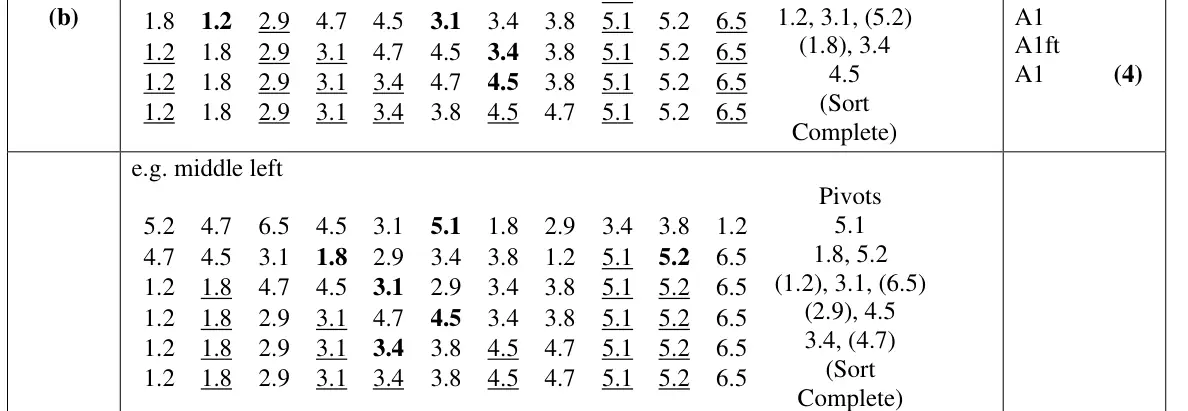 (b) 1.8 1.2 2.9 4.7 4.5 3.1 3.4 3.8 5.1 5.2 6.5 1.2, 3.1, (5.2) A1
1.2 1.8 2.9 3.1 4.7 4.5 3.4 3.8 5.1 5.2 6.5 (1.8), 3.4 A1ft
1.2 1.8 2.9 3.1 3.4 4.7 4.5 3.8 5.1 5.2 6.5 4.5 A1 (4)
1.2 1.8 2.9 3.1 3.4 3.8 4.5 4.7 5.1 5.2 6.5 (Sort
Complete)
e.g. middle left
Pivots
5.2 4.7 6.5 4.5 3.1 5.1 1.8 2.9 3.4 3.8 1.2 5.1
4.7 4.5 3.1 1.8 2.9 3.4 3.8 1.2 5.1 5.2 6.5 1.8, 5.2
1.2 1.8 4.7 4.5 3.1 2.9 3.4 3.8 5.1 5.2 6.5 (1.2), 3.1, (6.5)
1.2 1.8 2.9 3.1 4.7 4.5 3.4 3.8 5.1 5.2 6.5 (2.9), 4.5
1.2 1.8 2.9 3.1 3.4 3.8 4.5 4.7 5.1 5.2 6.5 3.4, (4.7)
1.2 1.8 2.9 3.1 3.4 3.8 4.5 4.7 5.1 5.2 6.5 (Sort
Complete)